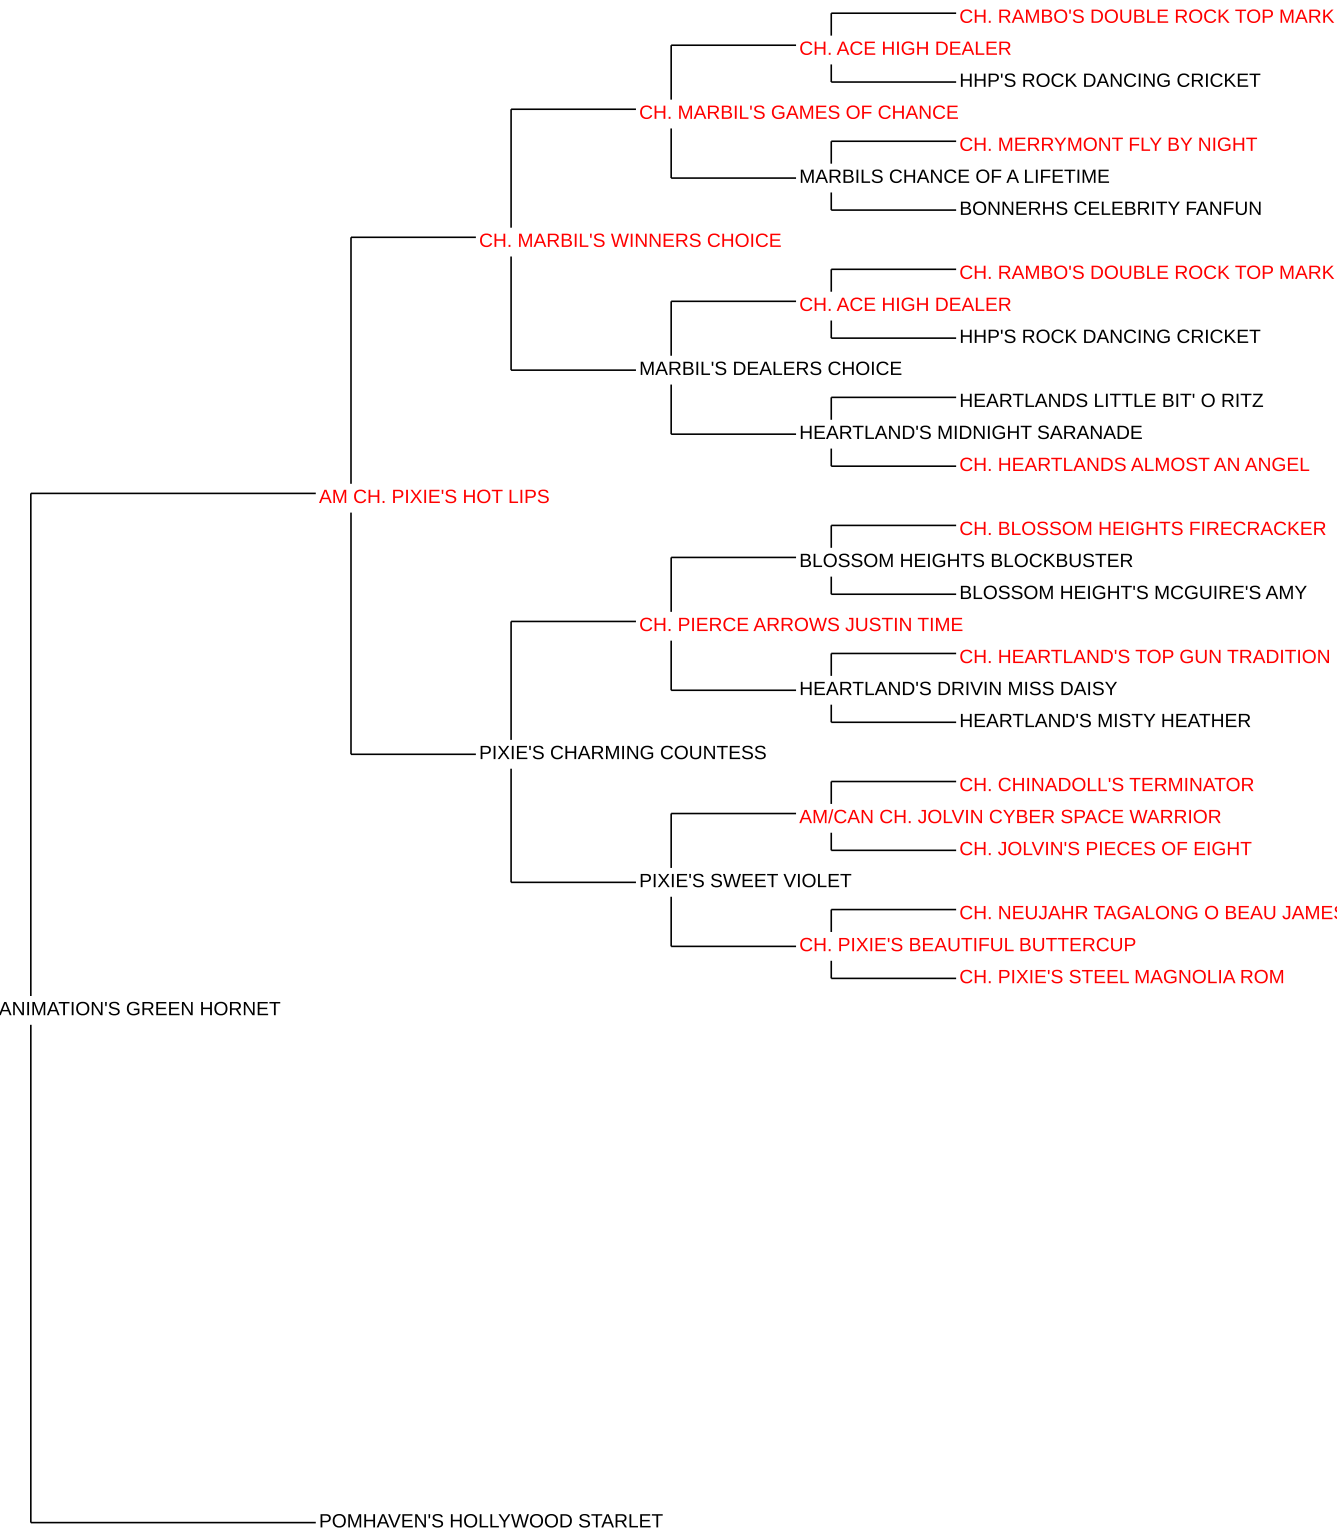 CH. RAMBO'S DOUBLE ROCK TOP MARK
CH. ACE HIGH DEALER
HHP'S ROCK DANCING CRICKET
CH. MARBIL'S GAMES OF CHANCE
CH. MERRYMONT FLY BY NIGHT
MARBILS CHANCE OF A LIFETIME
BONNERHS CELEBRITY FANFUN
CH. MARBIL'S WINNERS CHOICE
CH. RAMBO'S DOUBLE ROCK TOP MARK
CH. ACE HIGH DEALER
HHP'S ROCK DANCING CRICKET
MARBIL'S DEALERS CHOICE
HEARTLANDS LITTLE BIT' O RITZ
HEARTLAND'S MIDNIGHT SARANADE
CH. HEARTLANDS ALMOST AN ANGEL
AM CH. PIXIE'S HOT LIPS
CH. BLOSSOM HEIGHTS FIRECRACKER
BLOSSOM HEIGHTS BLOCKBUSTER
BLOSSOM HEIGHT'S MCGUIRE'S AMY
CH. PIERCE ARROWS JUSTIN TIME
CH. HEARTLAND'S TOP GUN TRADITION
HEARTLAND'S DRIVIN MISS DAISY
HEARTLAND'S MISTY HEATHER
PIXIE'S CHARMING COUNTESS
CH. CHINADOLL'S TERMINATOR
AM/CAN CH. JOLVIN CYBER SPACE WARRIOR
CH. JOLVIN'S PIECES OF EIGHT
PIXIE'S SWEET VIOLET
CH. NEUJAHR TAGALONG O BEAU JAMES
CH. PIXIE'S BEAUTIFUL BUTTERCUP
CH. PIXIE'S STEEL MAGNOLIA ROM
ANIMATION'S GREEN HORNET
POMHAVEN'S HOLLYWOOD STARLET